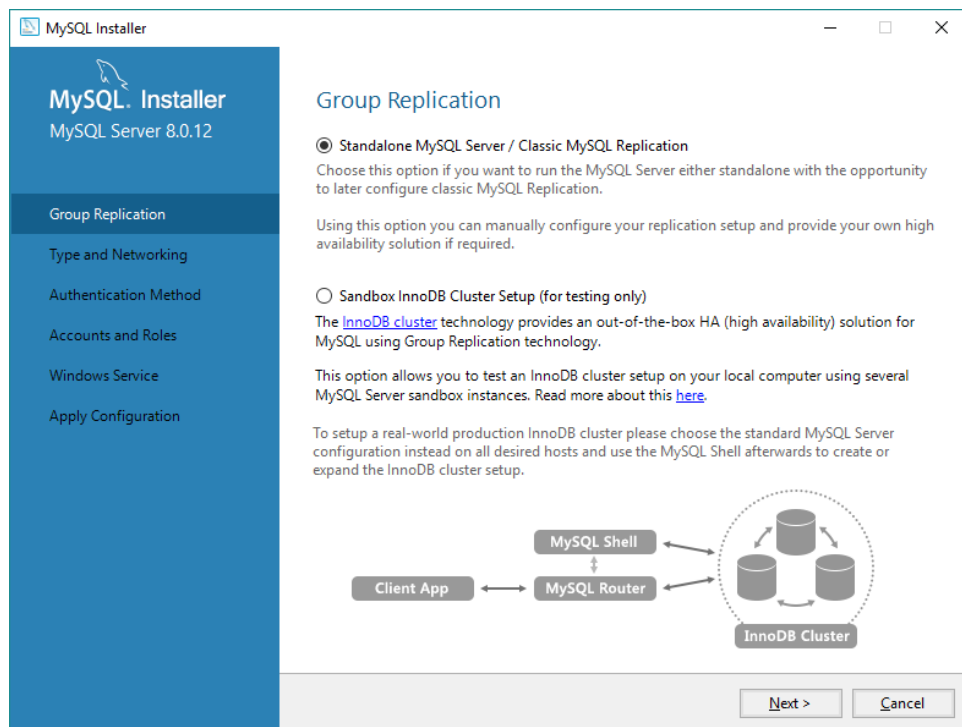 MySQL Installer
MySQL. Installer
MySQL Server 8.0.12
Group Replication
Type and Networking
Authentication Method
Accounts and Roles
Windows Service
Apply Configuration
Group Replication
Standalone MySQL Server / Classic MySQL Replication
Choose this option if you want to run the MySQL Server either standalone with the opportunity
to later configure classic MySQL Replication.
Using this option you can manually configure your replication setup and provide your own high
availability solution if required.
Sandbox InnoDB Cluster Setup (for testing only)
The InnoDB cluster technology provides an out-of-the-box HA (high availability) solution for
MySQL using Group Replication technology.
This option allows you to test an InnoDB cluster setup on your local computer using several
MySQL Server sandbox instances. Read more about this here.
To setup a real-world production InnoDB cluster please choose the standard MySQL Server
configuration instead on all desired hosts and use the MySQL Shell afterwards to create or
expand the InnoDB cluster setup.
MySQL Shell
Client App
MySQL Router
InnoDB Cluster
Next >
Cancel